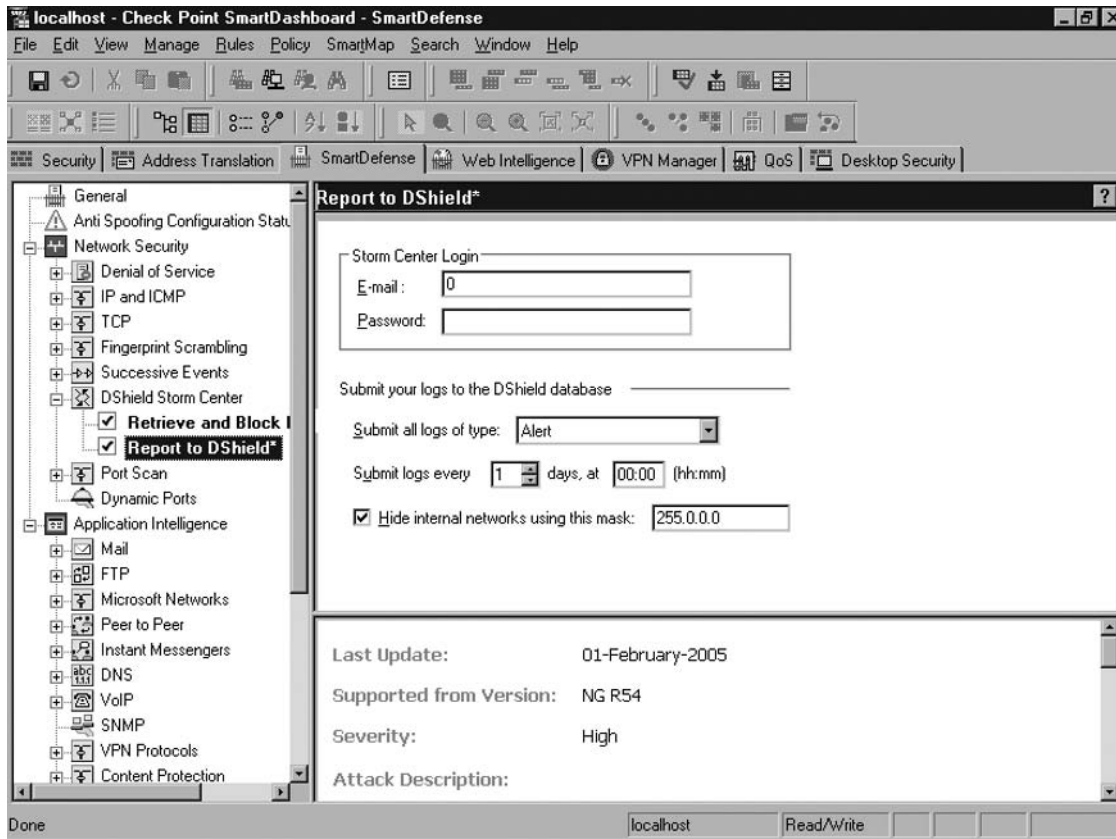 localhost - Check Point SmartDashboard - SmartDefense
File Edit View Manage Rules Policy SmartMap Search Window Help
Security Address Translation SmartDefense Web Intelligence VPN Manager QoS Desktop Security
General
Anti Spoofing Configuration Statu
Network Security
Denial of Service
IP and ICMP
TCP
Fingerprint Scrambling
Successive Events
DShield Storm Center
Retrieve and Block I
Report to DShield*
Port Scan
Dynamic Ports
Application Intelligence
Mail
FTP
Microsoft Networks
Peer to Peer
Instant Messengers
DNS
VoIP
SNMP
VPN Protocols
Content Protection
Report to DShield* ?
Storm Center Login
E-mail : 0
Password:
Submit your logs to the DShield database
Submit all logs of type: Alert
Submit logs every 1 days, at 00:00 (hh:mm)
Hide internal networks using this mask: 255.0.0.0
Last Update: 01-February-2005
Supported from Version: NG R54
Severity: High
Attack Description:
Done localhost Read/Write